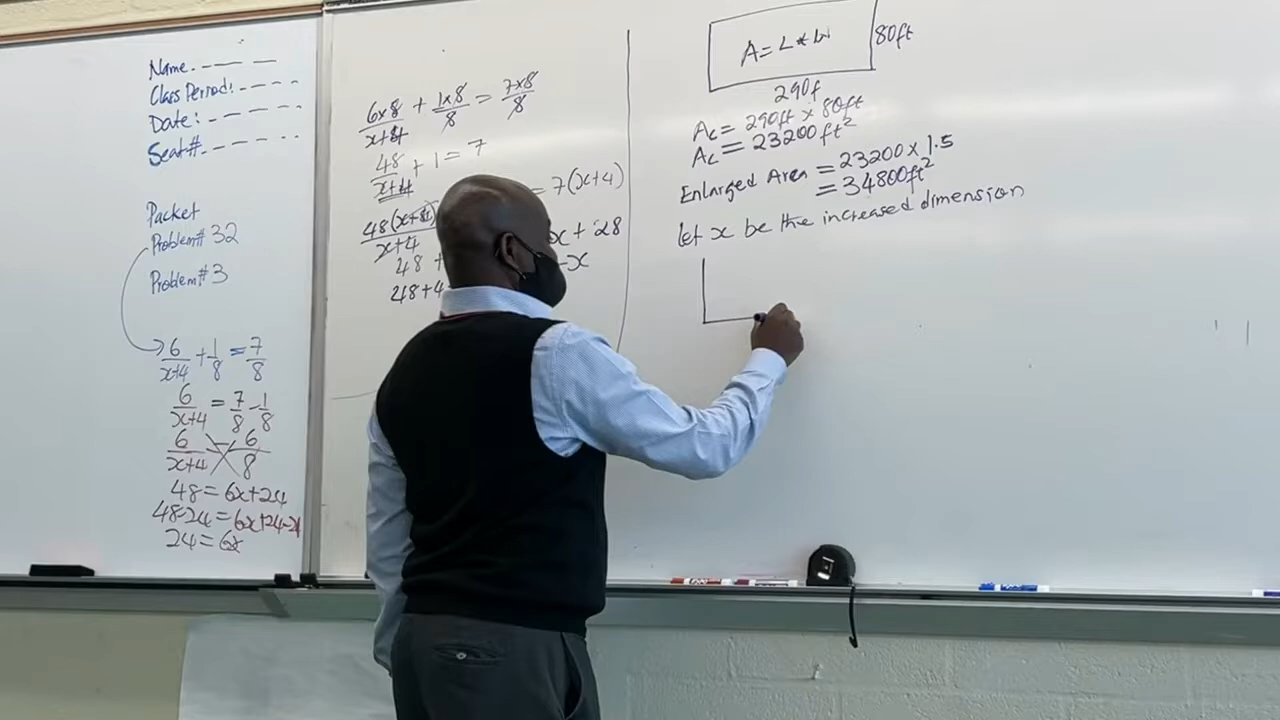 Name. - - - -
Class Period: - - - -
Date: - - - -
Seat#. - - - -
Packet
Problem# 32
Problem# 3
6/x+4 + 1/8 = 7/8
6/x+4 = 7/8 - 1/8
6/x+4 = 6/8
48 = 6x+24
48-24 = 6x+24-24
24 = 6x
6x8/x+4 + 1x8/8 = 7x8/8
48/x+4 + 1 = 7
48(x+4)
= 7(x+4)
x+4
48 +
x + 28
48+4
-x
A = L * W
80ft
290f
Ac = 290ft x 80ft
Ac = 23200 ft²
Enlarged Area = 23200 x 1.5
= 34800ft²
let x be the increased dimension